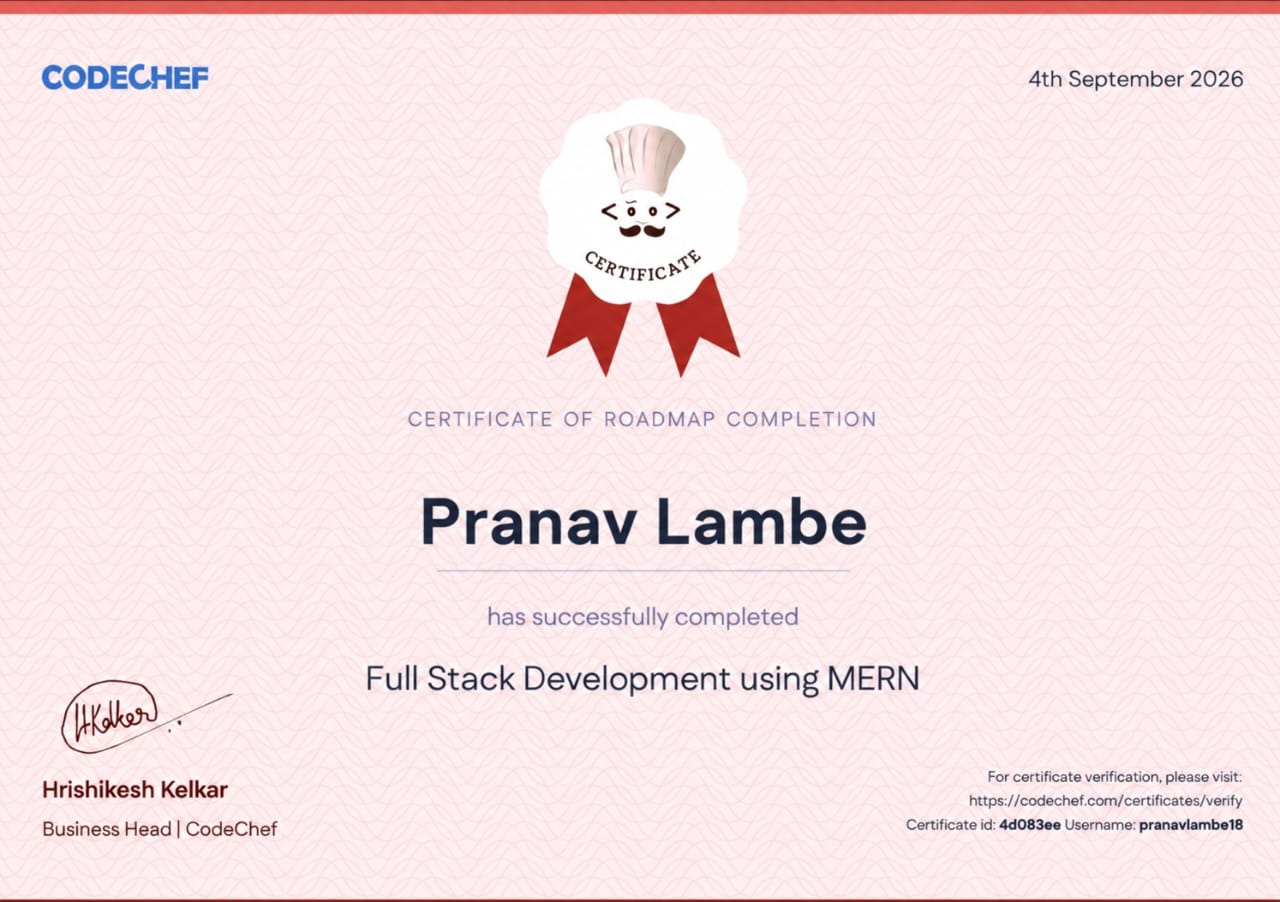 CODECHEF
4th September 2026
< o o >
CERTIFICATE
CERTIFICATE OF ROADMAP COMPLETION
Pranav Lambe
has successfully completed
Full Stack Development using MERN
HKelkar
Hrishikesh Kelkar
Business Head | CodeChef
For certificate verification, please visit:
https://codechef.com/certificates/verify
Certificate id: 4d083ee Username: pranavlambe18